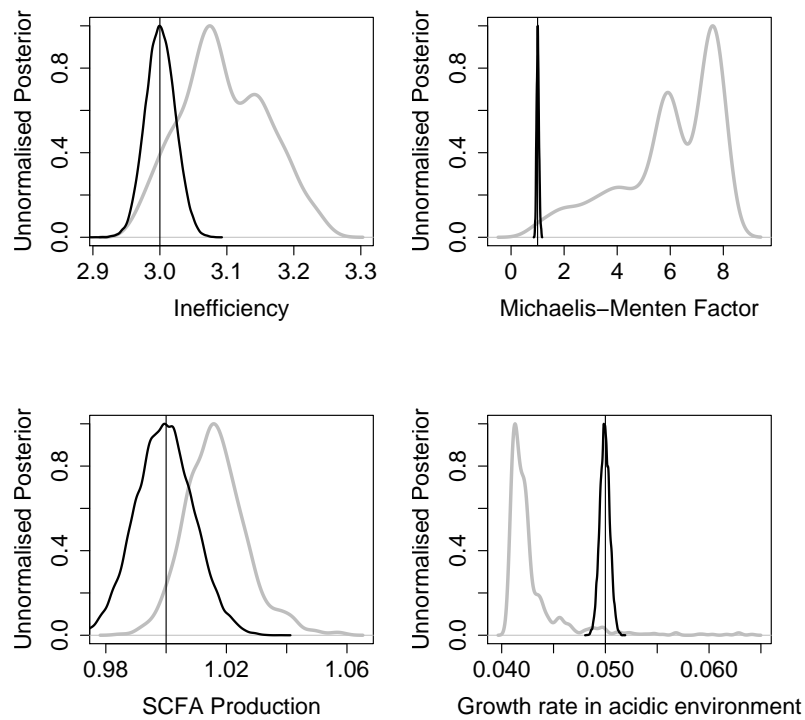 Unnormalised Posterior
0.0 0.4 0.8
2.9 3.0 3.1 3.2 3.3
Inefficiency
Unnormalised Posterior
0.0 0.4 0.8
0 2 4 6 8
Michaelis−Menten Factor
Unnormalised Posterior
0.0 0.4 0.8
0.98 1.02 1.06
SCFA Production
Unnormalised Posterior
0.0 0.4 0.8
0.040 0.050 0.060
Growth rate in acidic environment